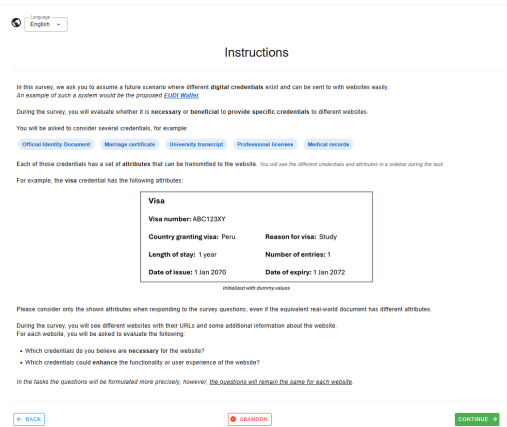 Language
English
Instructions
In this survey, we ask you to assume a future scenario where different digital credentials exist and can be sent to with websites easily.
An example of such a system would be the proposed EUDI Wallet.
During the survey, you will evaluate whether it is necessary or beneficial to provide specific credentials to different websites.
You will be asked to consider several credentials, for example:
Official Identity Document Marriage certificate University transcript Professional licenses Medical records
Each of those credentials has a set of attributes that can be transmitted to the website. You will see the different credentials and attributes in a sidebar during the task.
For example, the visa credential has the following attributes:
Visa
Visa number: ABC123XY
Country granting visa: Peru Reason for visa: Study
Length of stay: 1 year Number of entries: 1
Date of issue: 1 Jan 2070 Date of expiry: 1 Jan 2072
Initialized with dummy values
Please consider only the shown attributes when responding to the survey questions, even if the equivalent real-world document has different attributes.
During the survey, you will see different websites with their URLs and some additional information about the website.
For each website, you will be asked to evaluate the following:
• Which credentials do you believe are necessary for the website?
• Which credentials could enhance the functionality or user experience of the website?
In the tasks the questions will be formulated more precisely, however, the questions will remain the same for each website.
← BACK ABANDON CONTINUE →